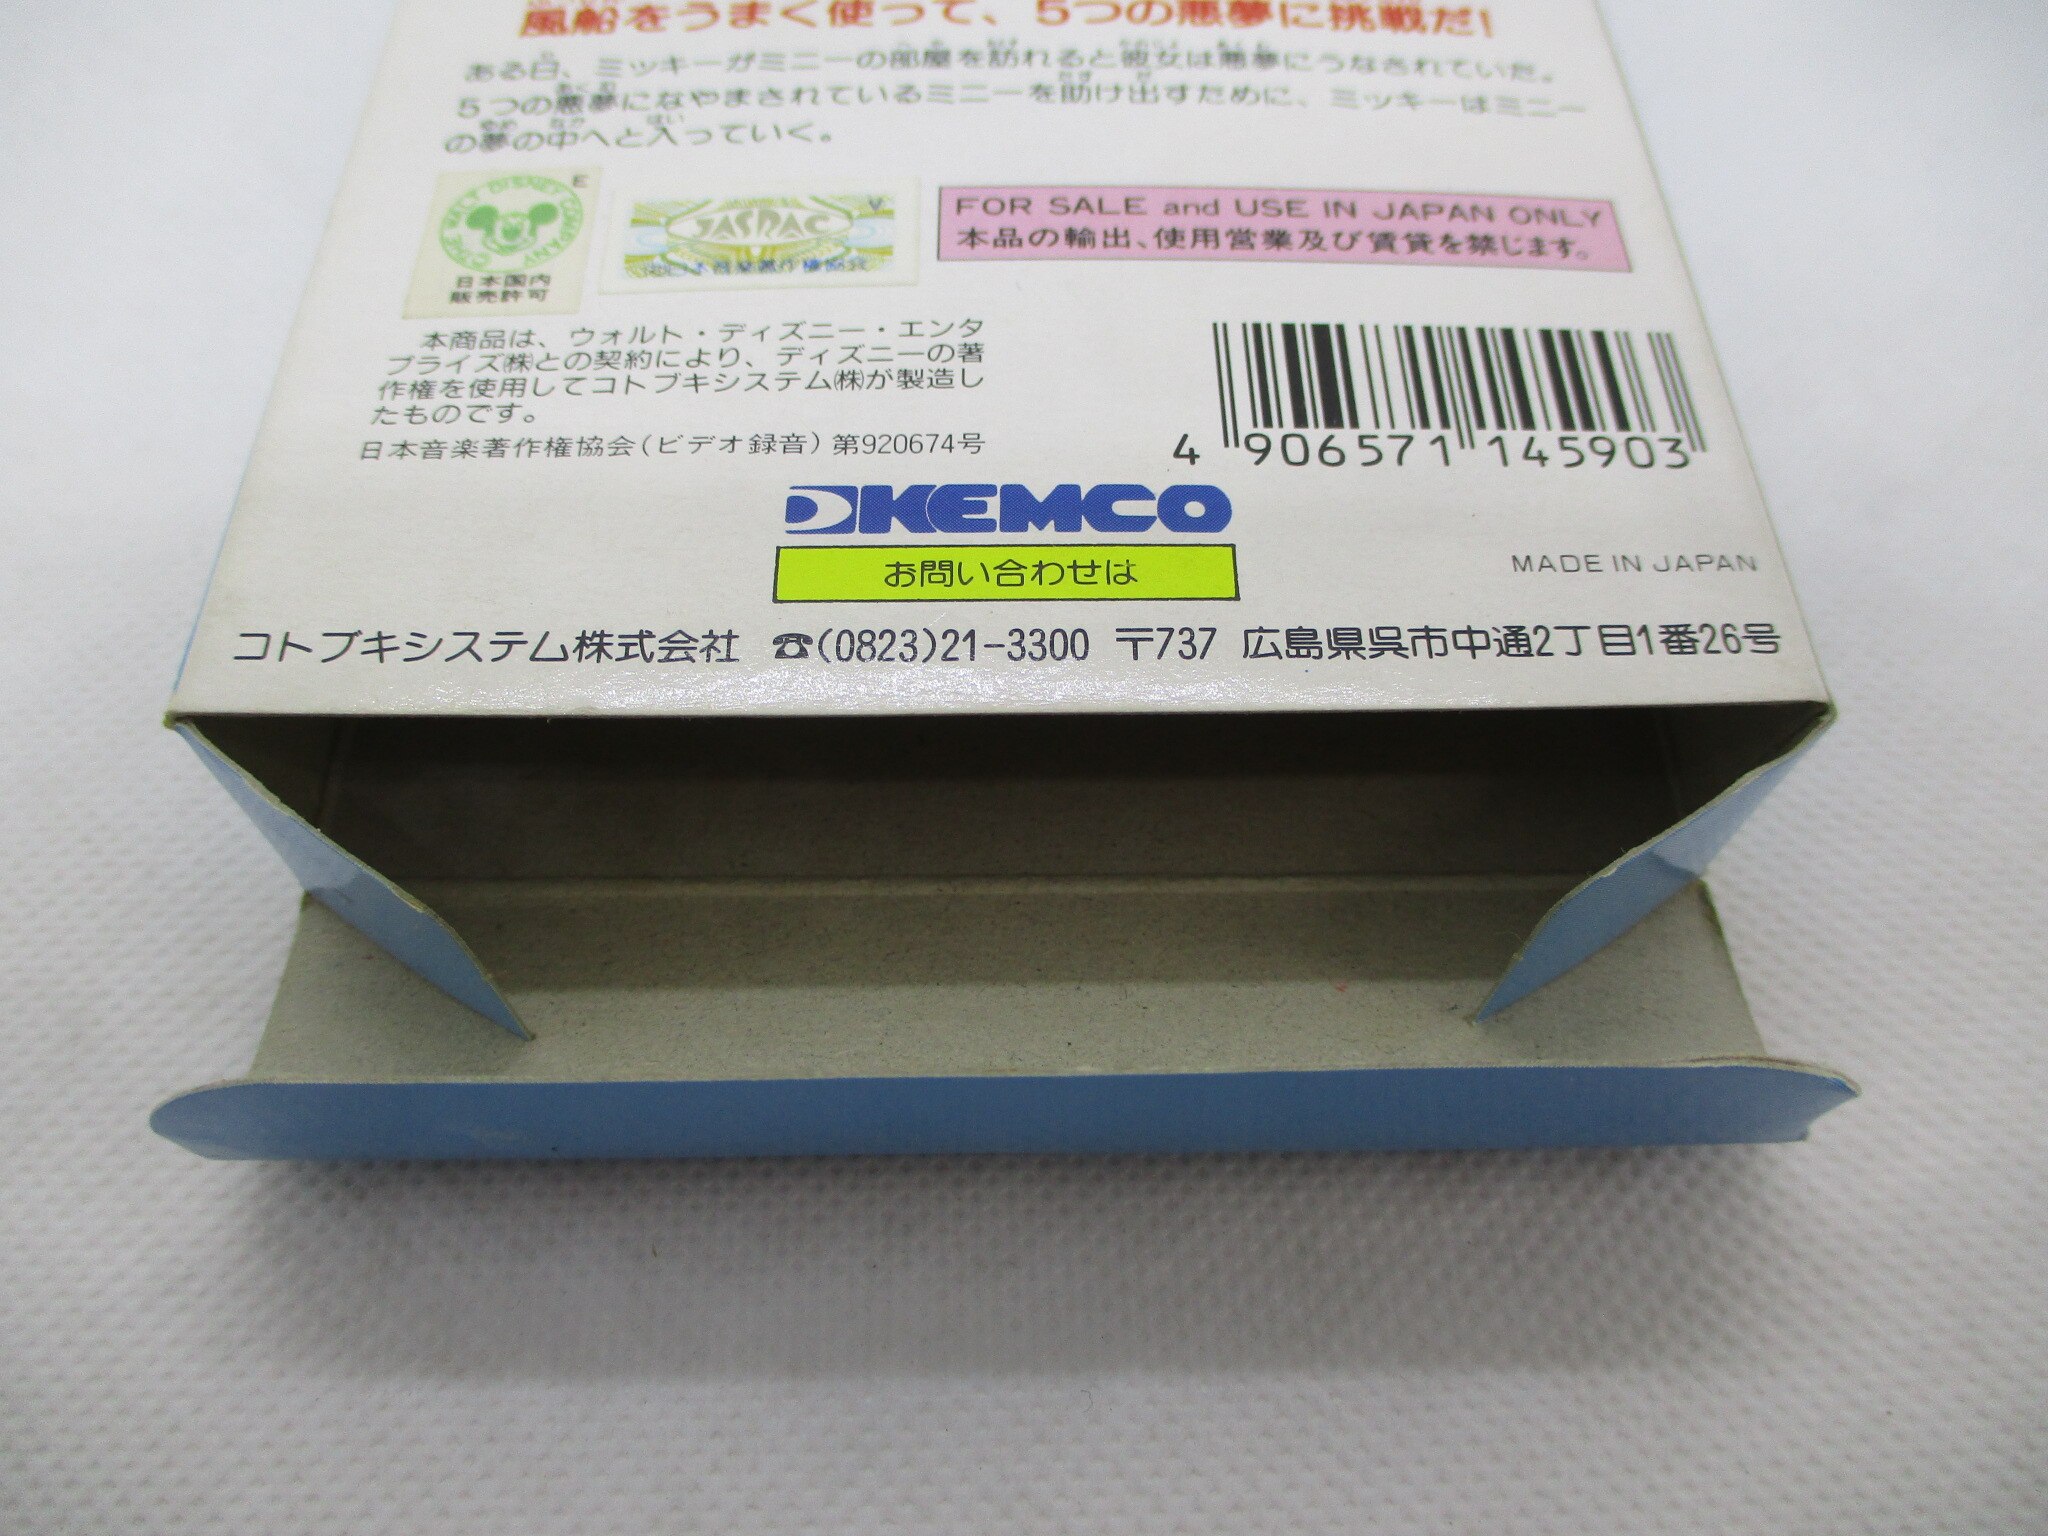 風船をうまく使って、5つの悪夢に挑戦だ!
ある日、ミッキーがミニーの部屋を訪れると彼女は悪夢にうなされていた。
5つの悪夢になやまされているミニーを助け出すために、ミッキーはミニー
の夢の中へと入っていく。
E
THE WALT DISNEY COMPANY
日本国内
販売許可
V
JASRAC
FOR SALE and USE IN JAPAN ONLY
本品の輸出、使用営業及び賃貸を禁じます。
本商品は、ウォルト・ディズニー・エンタ
プライズ㈱との契約により、ディズニーの著
作権を使用してコトブキシステム㈱が製造し
たものです。
日本音楽著作権協会(ビデオ録音)第920674号
4 906571 145903
KEMCO
お問い合わせは
MADE IN JAPAN
コトブキシステム株式会社 ☎(0823)21-3300 〒737 広島県呉市中通2丁目1番26号